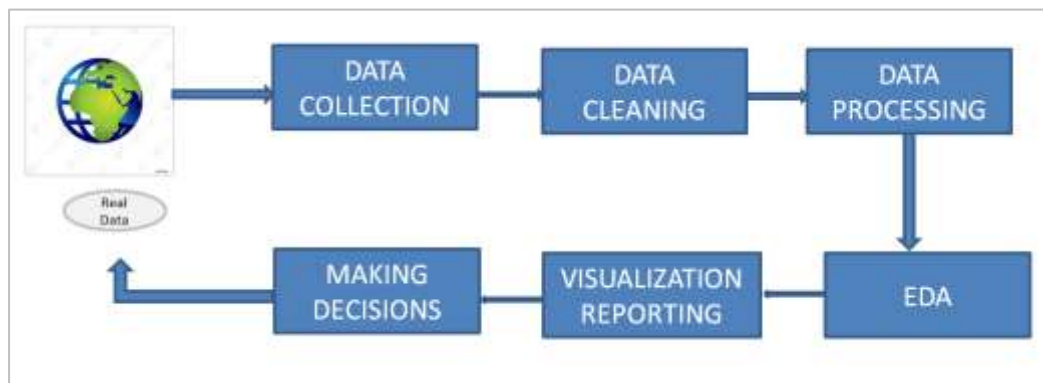 DATA
COLLECTION
DATA
CLEANING
DATA
PROCESSING
Real
Data
MAKING
DECISIONS
VISUALIZATION
REPORTING
EDA